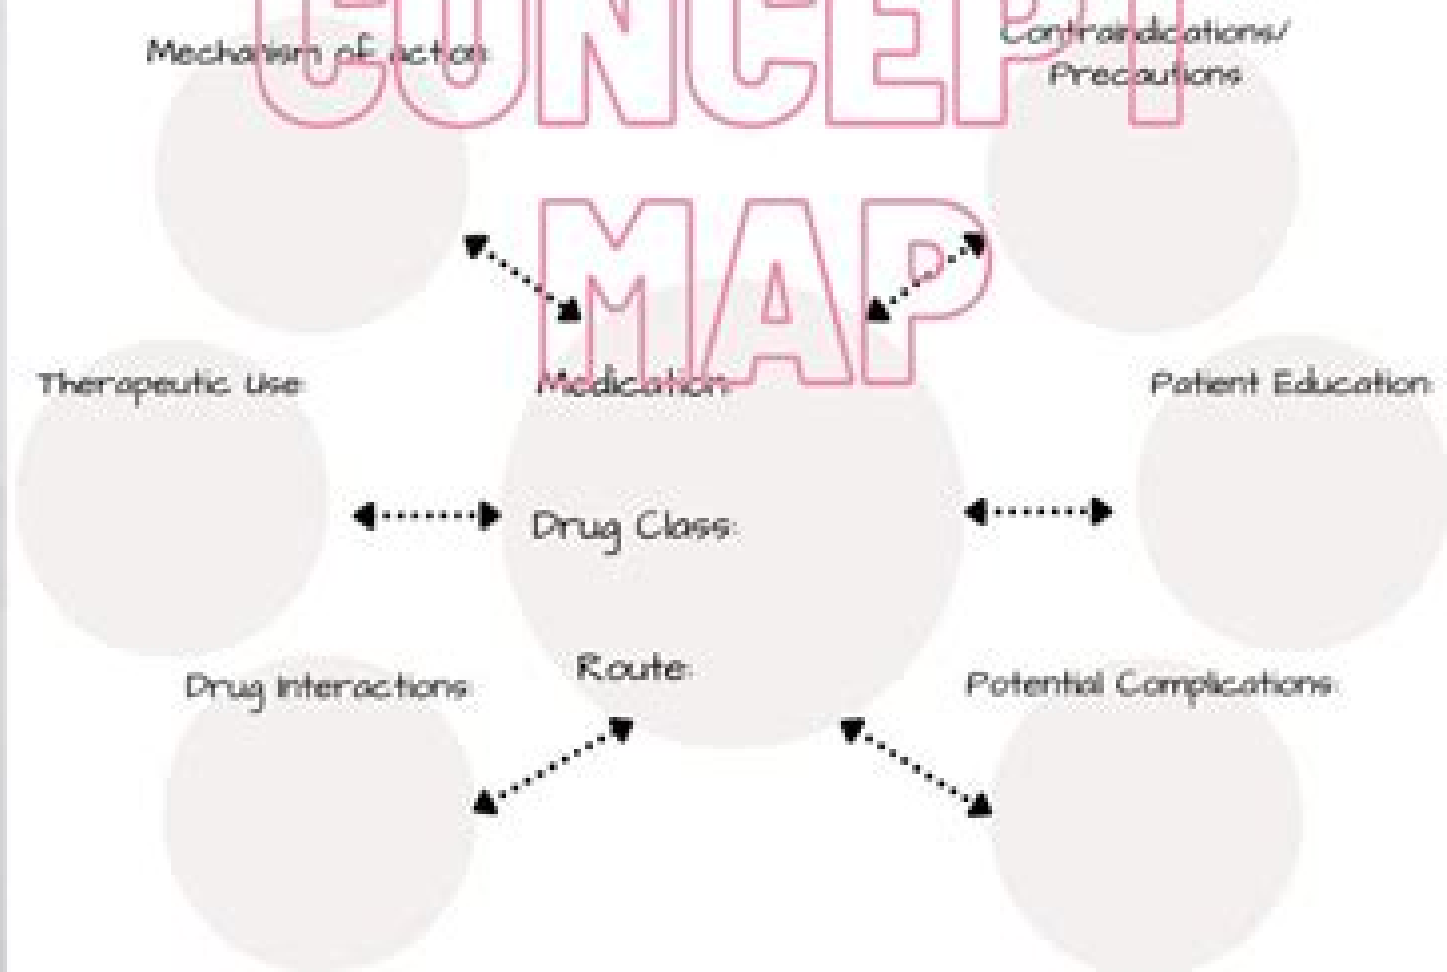 CONCEPT
Mechanism of action:
Contraindications/
Precautions
MAP
Therapeutic Use
Medication:
Patient Education
Drug Class:
Route:
Drug Interactions:
Potential Complications: